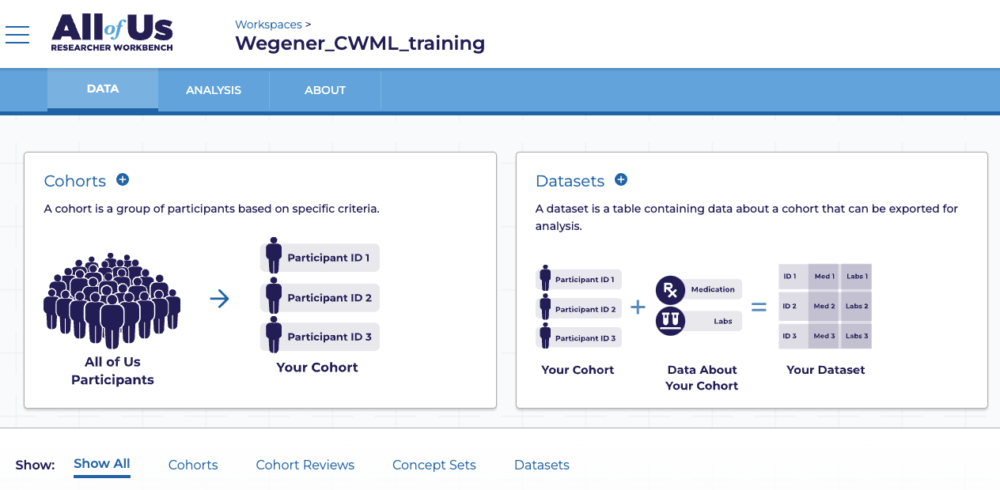 All of Us
RESEARCHER WORKBENCH
Workspaces >
Wegener_CWML_training
DATA
ANALYSIS
ABOUT
Cohorts
A cohort is a group of participants based on specific criteria.
Participant ID 1
Participant ID 2
Participant ID 3
All of Us
Participants
Your Cohort
Datasets
A dataset is a table containing data about a cohort that can be exported for
analysis.
Participant ID 1
Participant ID 2
Participant ID 3
+
Rx
Medication
Labs
=
ID 1 Med 1 Labs 1
ID 2 Med 2 Labs 2
ID 3 Med 3 Labs 3
Your Cohort
Data About
Your Cohort
Your Dataset
Show: Show All Cohorts Cohort Reviews Concept Sets Datasets